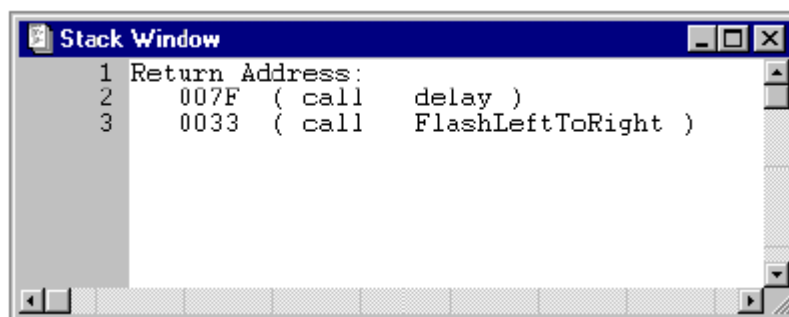 Stack Window
1 Return Address:
2 007F ( call delay )
3 0033 ( call FlashLeftToRight )